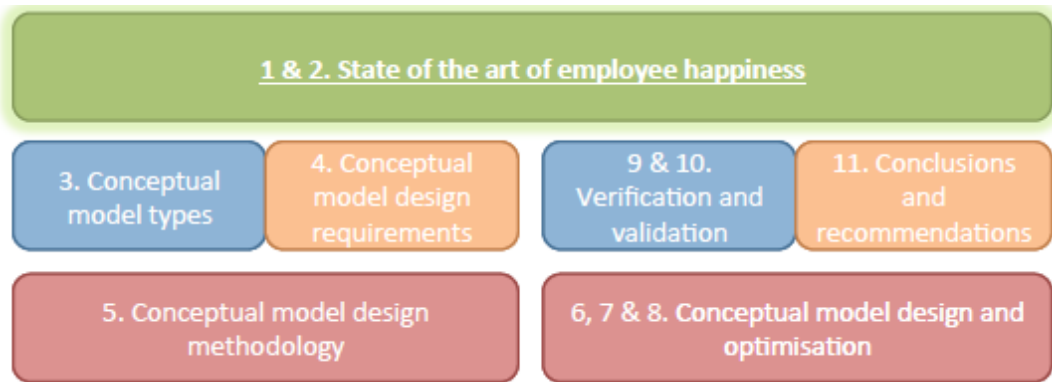 1 & 2. State of the art of employee happiness
3. Conceptual
model types
4. Conceptual
model design
requirements
9 & 10.
Verification and
validation
11. Conclusions
and
recommendations
5. Conceptual model design
methodology
6, 7 & 8. Conceptual model design and
optimisation